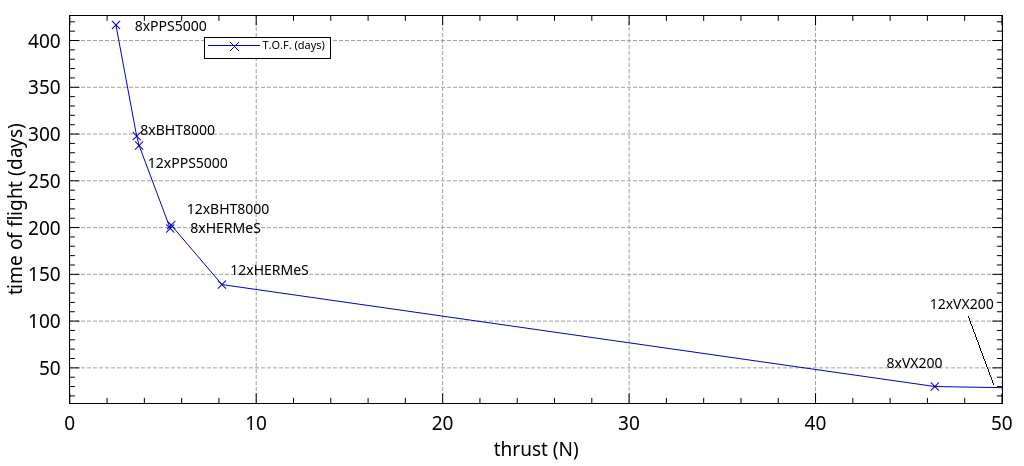 400
350
300
250
200
150
100
50
time of flight (days)
8xPPS5000
T.O.F. (days)
8xBHT8000
12xPPS5000
12xBHT8000
8xHERMeS
12xHERMeS
12xVX200
8xVX200
0 10 20 30 40 50
thrust (N)